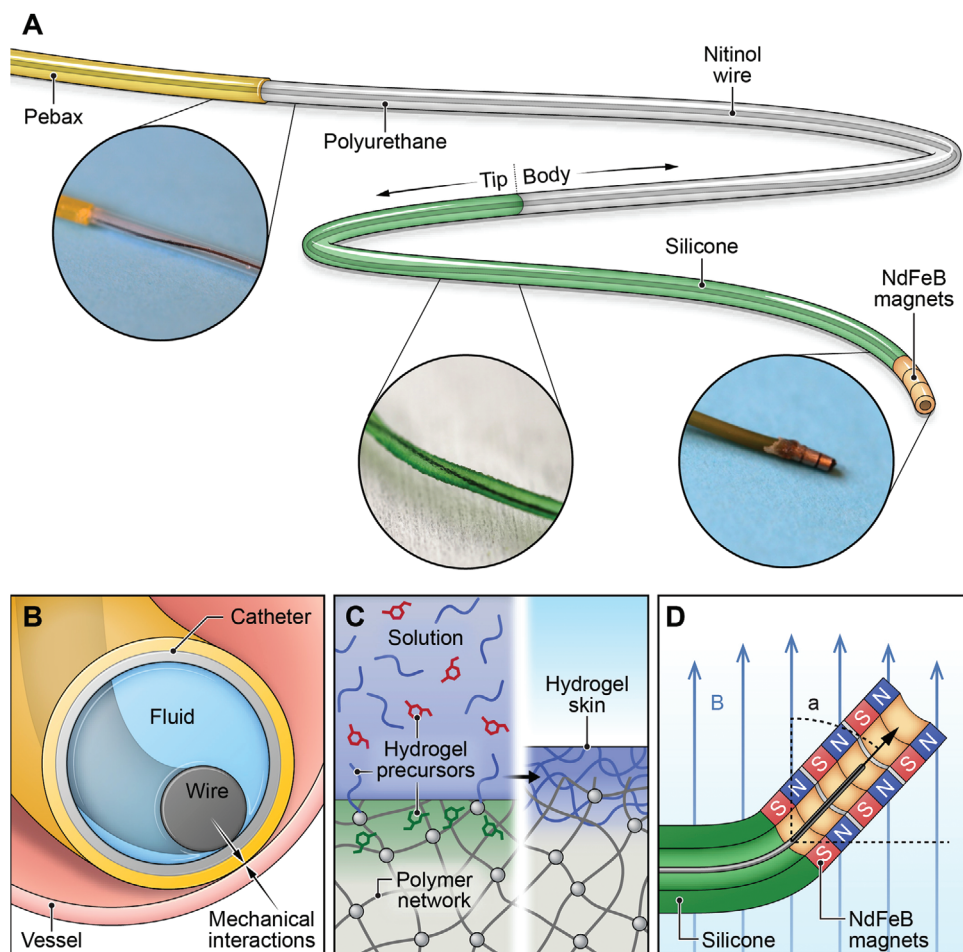 A
Pebax
Polyurethane
Nitinol
wire
Tip
Body
Silicone
NdFeB
magnets
B
Catheter
Fluid
Wire
Vessel
Mechanical
interactions
C
Solution
Hydrogel
precursors
Polymer
network
Hydrogel
skin
D
B
a
S N
S N
S N
N
S
N
S
N
S
Silicone
NdFeB
magnets